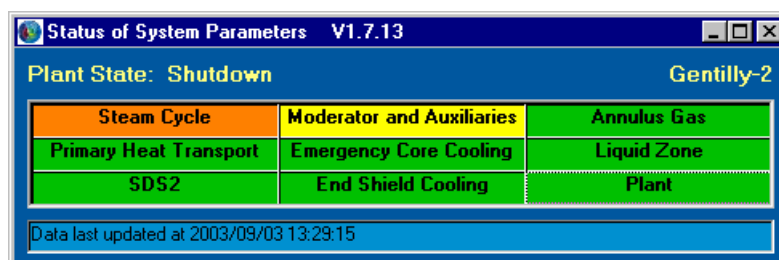 Status of System Parameters V1.7.13
Plant State: Shutdown Gentilly-2
Steam Cycle Moderator and Auxiliaries Annulus Gas
Primary Heat Transport Emergency Core Cooling Liquid Zone
SDS2 End Shield Cooling Plant
Data last updated at 2003/09/03 13:29:15